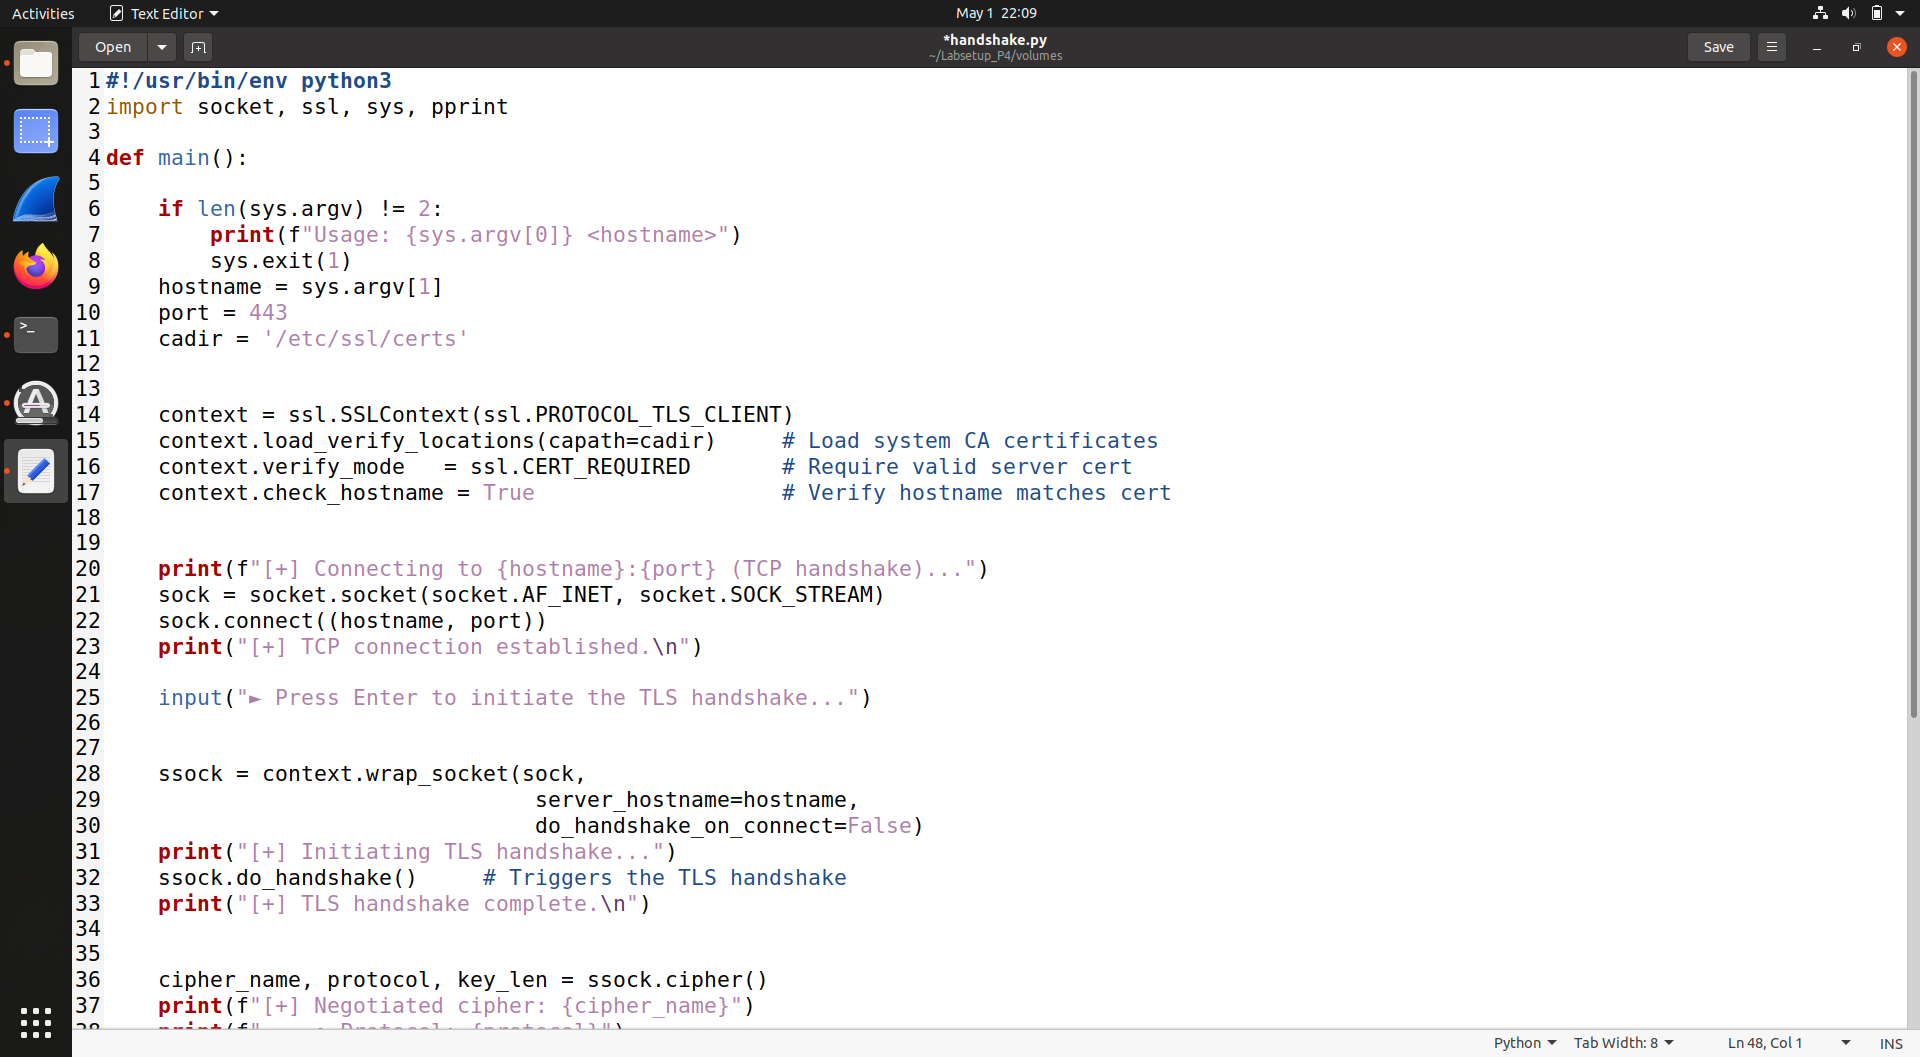 Activities Text Editor May 1 22:09
Open *handshake.py Save
~/Labsetup_P4/volumes
1 #!/usr/bin/env python3
2 import socket, ssl, sys, pprint
3
4 def main():
5
6     if len(sys.argv) != 2:
7         print(f"Usage: {sys.argv[0]} <hostname>")
8         sys.exit(1)
9     hostname = sys.argv[1]
10     port = 443
11     cadir = '/etc/ssl/certs'
12
13
14     context = ssl.SSLContext(ssl.PROTOCOL_TLS_CLIENT)
15     context.load_verify_locations(capath=cadir)     # Load system CA certificates
16     context.verify_mode   = ssl.CERT_REQUIRED       # Require valid server cert
17     context.check_hostname = True                   # Verify hostname matches cert
18
19
20     print(f"[+] Connecting to {hostname}:{port} (TCP handshake)...")
21     sock = socket.socket(socket.AF_INET, socket.SOCK_STREAM)
22     sock.connect((hostname, port))
23     print("[+] TCP connection established.\n")
24
25     input("► Press Enter to initiate the TLS handshake...")
26
27
28     ssock = context.wrap_socket(sock,
29                                  server_hostname=hostname,
30                                  do_handshake_on_connect=False)
31     print("[+] Initiating TLS handshake...")
32     ssock.do_handshake()     # Triggers the TLS handshake
33     print("[+] TLS handshake complete.\n")
34
35
36     cipher_name, protocol, key_len = ssock.cipher()
37     print(f"[+] Negotiated cipher: {cipher_name}")
Python Tab Width: 8 Ln 48, Col 1 INS